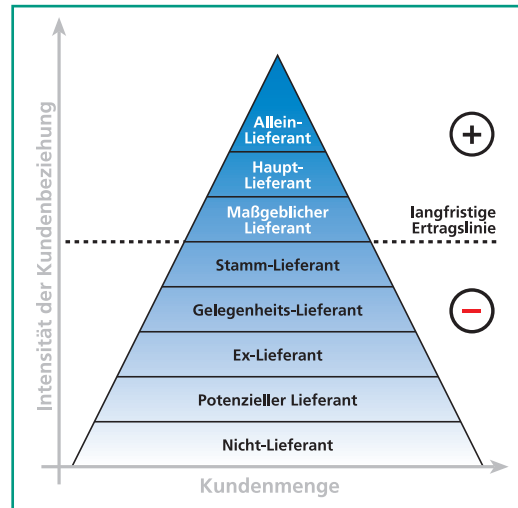 Intensität der Kundenbeziehung
Allein-
Lieferant
Haupt-
Lieferant
Maßgeblicher
Lieferant
langfristige
Ertragslinie
Stamm-Lieferant
Gelegenheits-Lieferant
Ex-Lieferant
Potenzieller Lieferant
Nicht-Lieferant
Kundenmenge